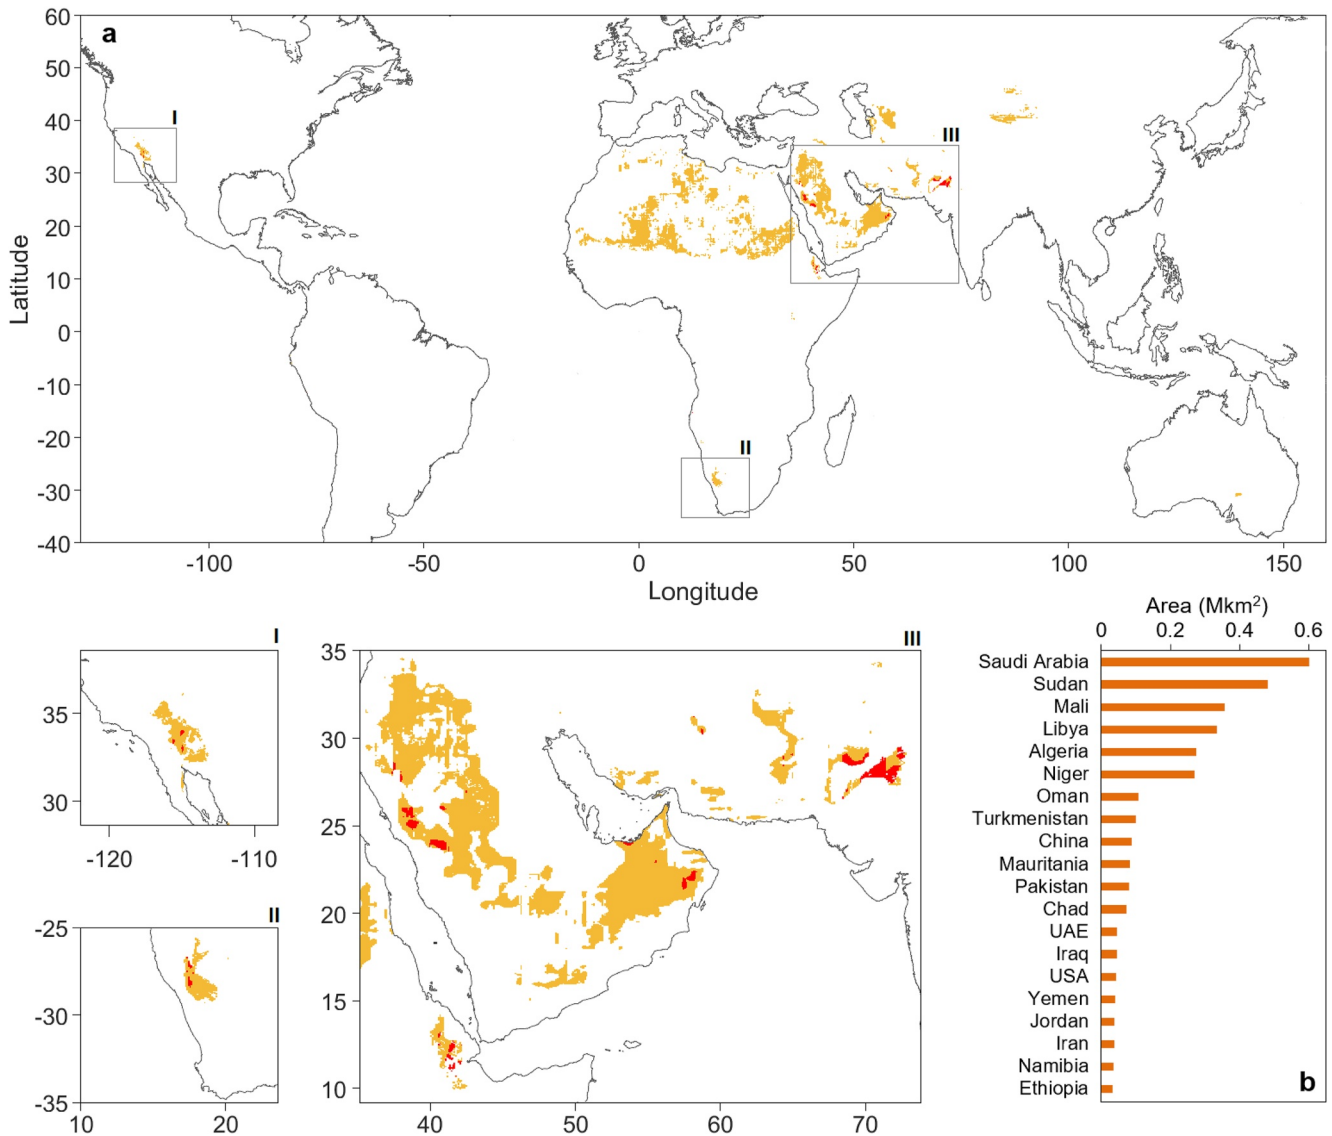 a
60
50
40
30
20
10
0
-10
-20
-30
-40
Latitude
I
II
III
-100
-50
0
50
100
150
Longitude
I
35
30
-120
-110
II
-25
-30
-35
10
20
III
35
30
25
20
15
10
40
50
60
70
Area (Mkm²)
0 0.2 0.4 0.6
Saudi Arabia
Sudan
Mali
Libya
Algeria
Niger
Oman
Turkmenistan
China
Mauritania
Pakistan
Chad
UAE
Iraq
USA
Yemen
Jordan
Iran
Namibia
Ethiopia
b